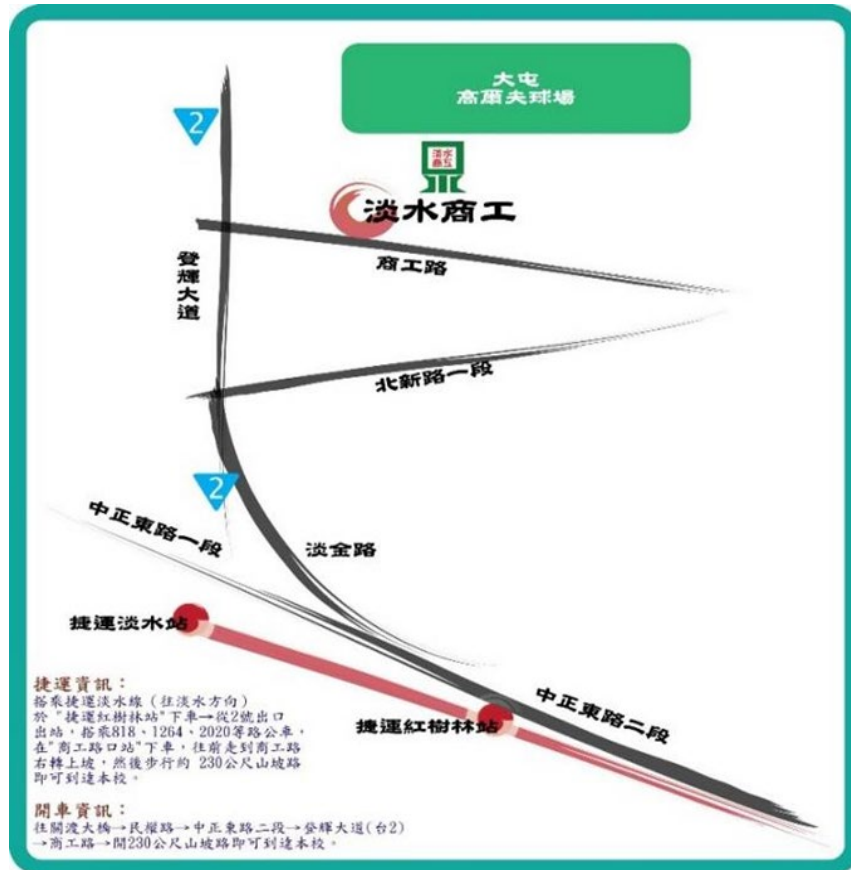 大屯
高爾夫球場
2
淡水
商工
淡水商工
商工路
登輝大道
北新路一段
2
中正東路一段
淡金路
捷運淡水站
捷運紅樹林站
中正東路二段
捷運資訊：
搭乘捷運淡水線（往淡水方向）
於"捷運紅樹林站"下車→從2號出口
出站，搭乘818、1264、2020等路公車，
在"商工路口站"下車，往前走到商工路
右轉上坡，然後步行約 230公尺山坡路
即可到達本校。
開車資訊：
往關渡大橋→民權路→中正東路二段→登輝大道(台2)
→商工路→開230公尺山坡路即可到達本校。